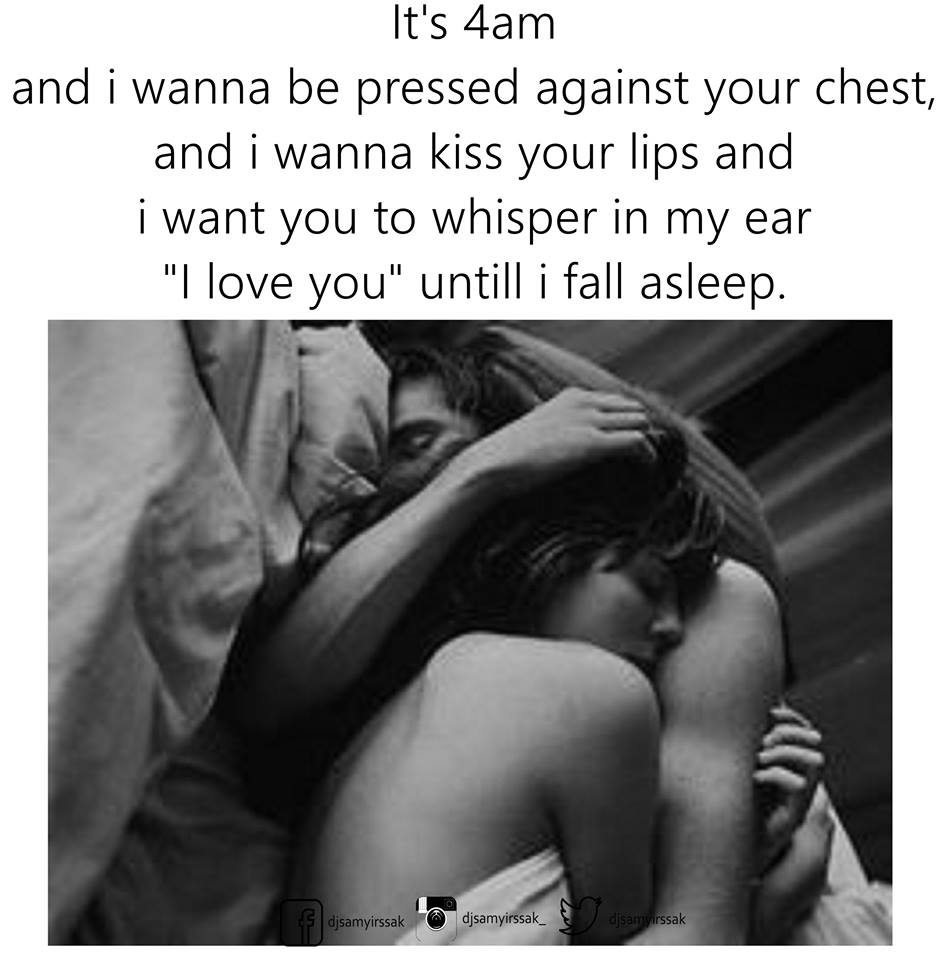 It's 4am
and i wanna be pressed against your chest,
and i wanna kiss your lips and
i want you to whisper in my ear
"I love you" untill i fall asleep.
djsamyirssak djsamyirssak_ djsamyirssak